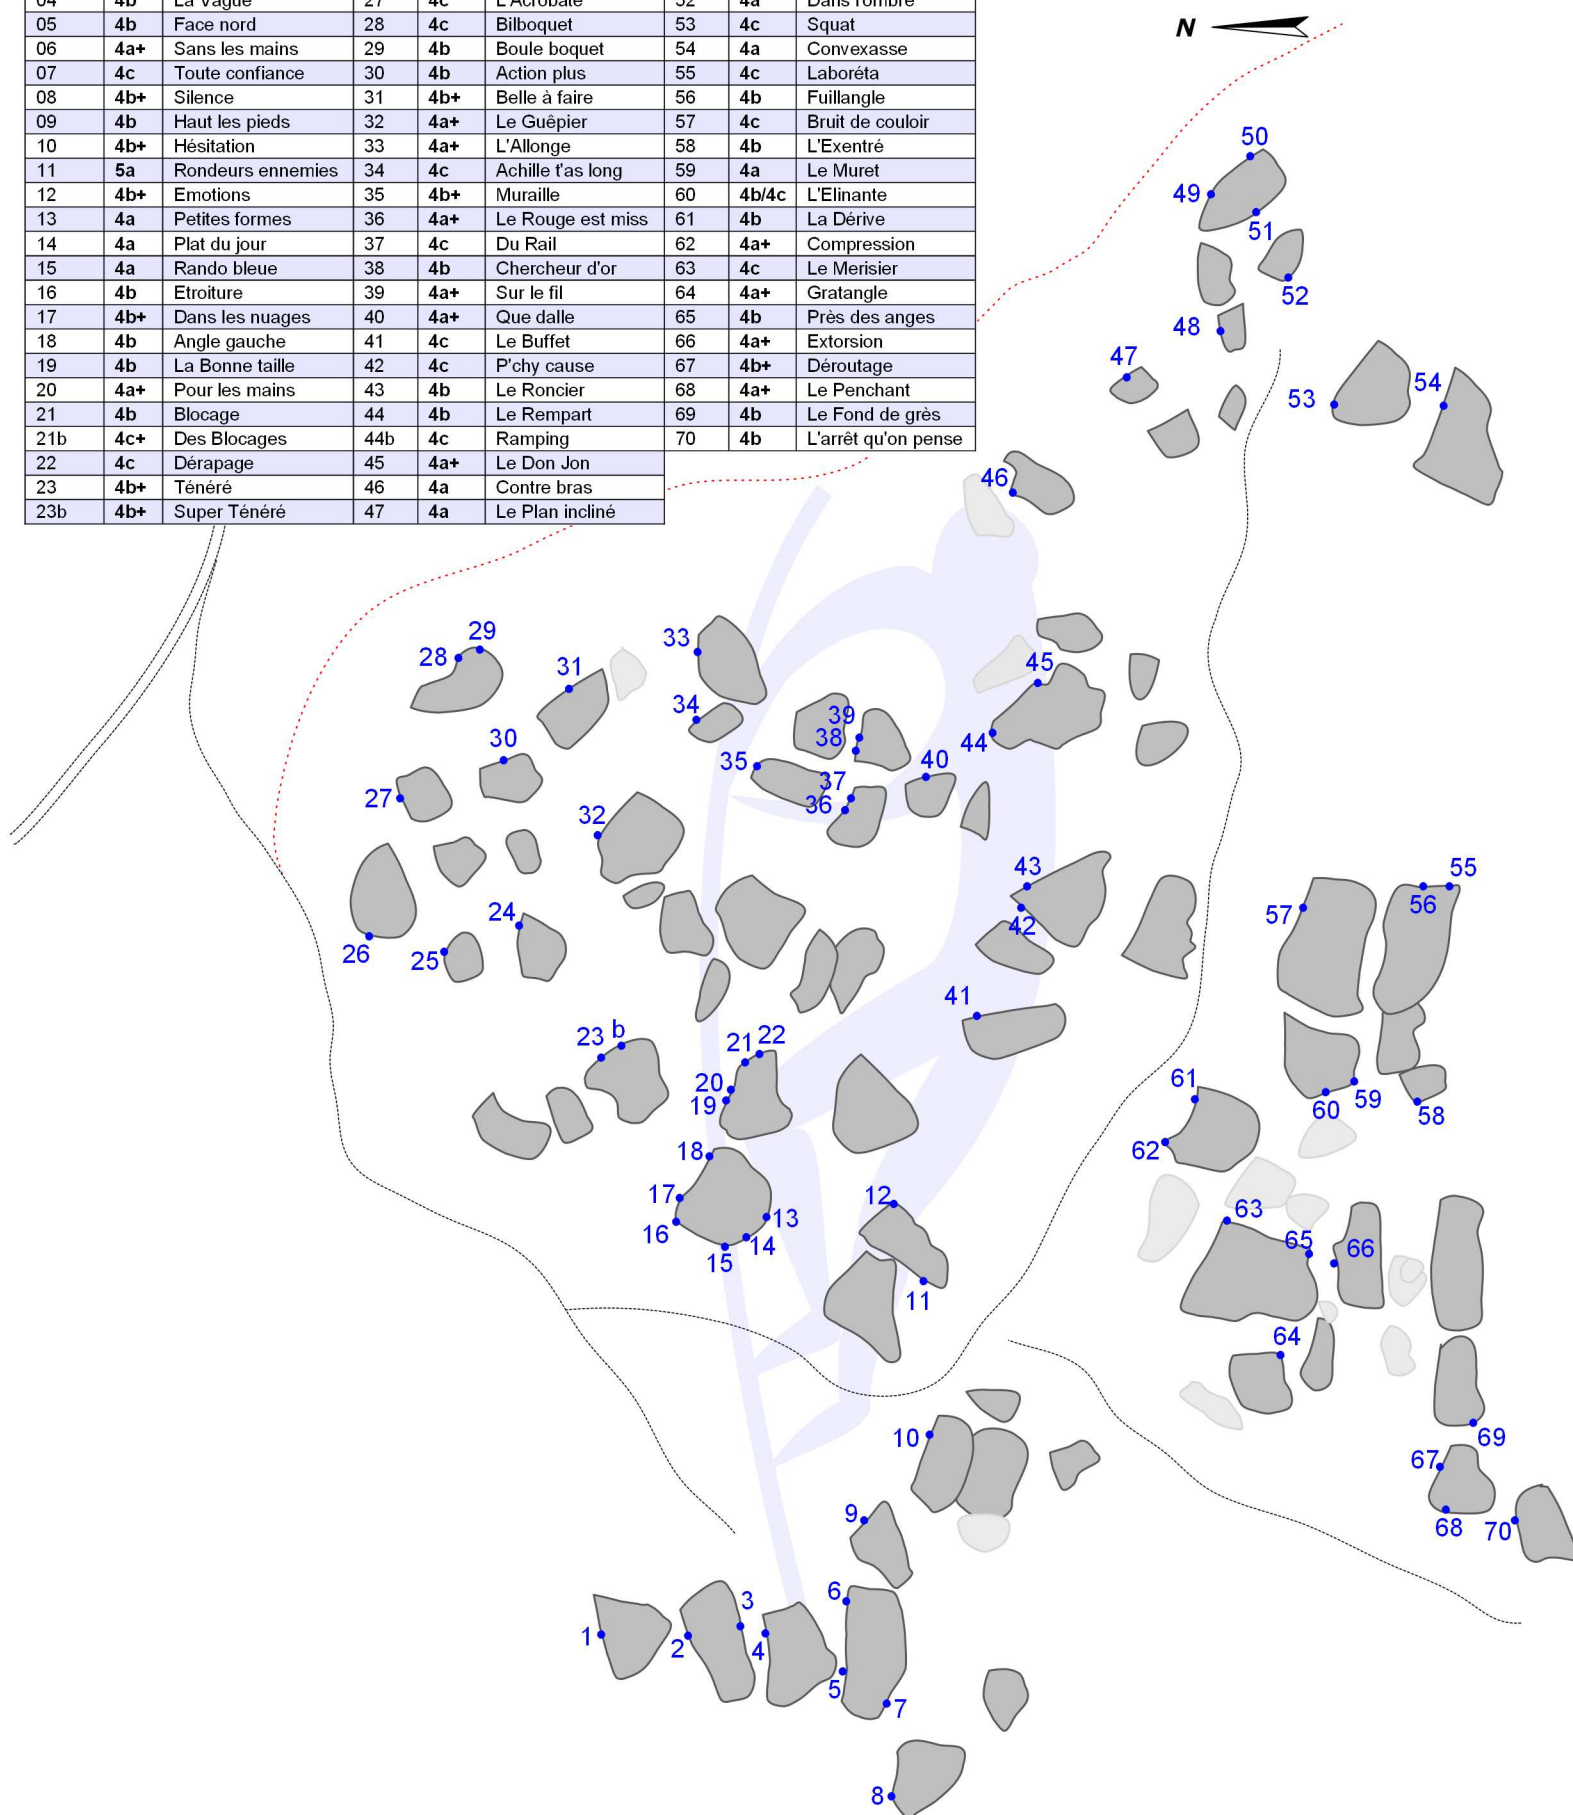 04 4b La Vague 27 4c L'Acrobate 52 4a Dans l'ombre
05 4b Face nord 28 4c Bilboquet 53 4c Squat
06 4a+ Sans les mains 29 4b Boule boquet 54 4a Convexasse
07 4c Toute confiance 30 4b Action plus 55 4c Laboréta
08 4b+ Silence 31 4b+ Belle à faire 56 4b Fuillangle
09 4b Haut les pieds 32 4a+ Le Guêpier 57 4c Bruit de couloir
10 4b+ Hésitation 33 4a+ L'Allonge 58 4b L'Exentré
11 5a Rondeurs ennemies 34 4c Achille t'as long 59 4a Le Muret
12 4b+ Emotions 35 4b+ Muraille 60 4b/4c L'Elinante
13 4a Petites formes 36 4a+ Le Rouge est miss 61 4b La Dérive
14 4a Plat du jour 37 4c Du Rail 62 4a+ Compression
15 4a Rando bleue 38 4b Chercheur d'or 63 4c Le Merisier
16 4b Etroiture 39 4a+ Sur le fil 64 4a+ Gratangle
17 4b+ Dans les nuages 40 4a+ Que dalle 65 4b Près des anges
18 4b Angle gauche 41 4c Le Buffet 66 4a+ Extorsion
19 4b La Bonne taille 42 4c P'chy cause 67 4b+ Déroutage
20 4a+ Pour les mains 43 4b Le Roncier 68 4a+ Le Penchant
21 4b Blocage 44 4b Le Rempart 69 4b Le Fond de grès
21b 4c+ Des Blocages 44b 4c Ramping 70 4b L'arrêt qu'on pense
22 4c Dérapage 45 4a+ Le Don Jon
23 4b+ Ténéré 46 4a Contre bras
23b 4b+ Super Ténéré 47 4a Le Plan incliné
N
50
49
51
52
48
47
53
54
46
29
28
31
33
45
34
39
38
44
30
35
40
37
27
36
32
43
55
56
57
24
42
26
25
41
23 b
21 22
20
19
61
59
60
58
62
18
17
12
13
16
14
15
63
65
66
11
64
10
69
67
9
68
70
6
3
1
2
4
5
7
8